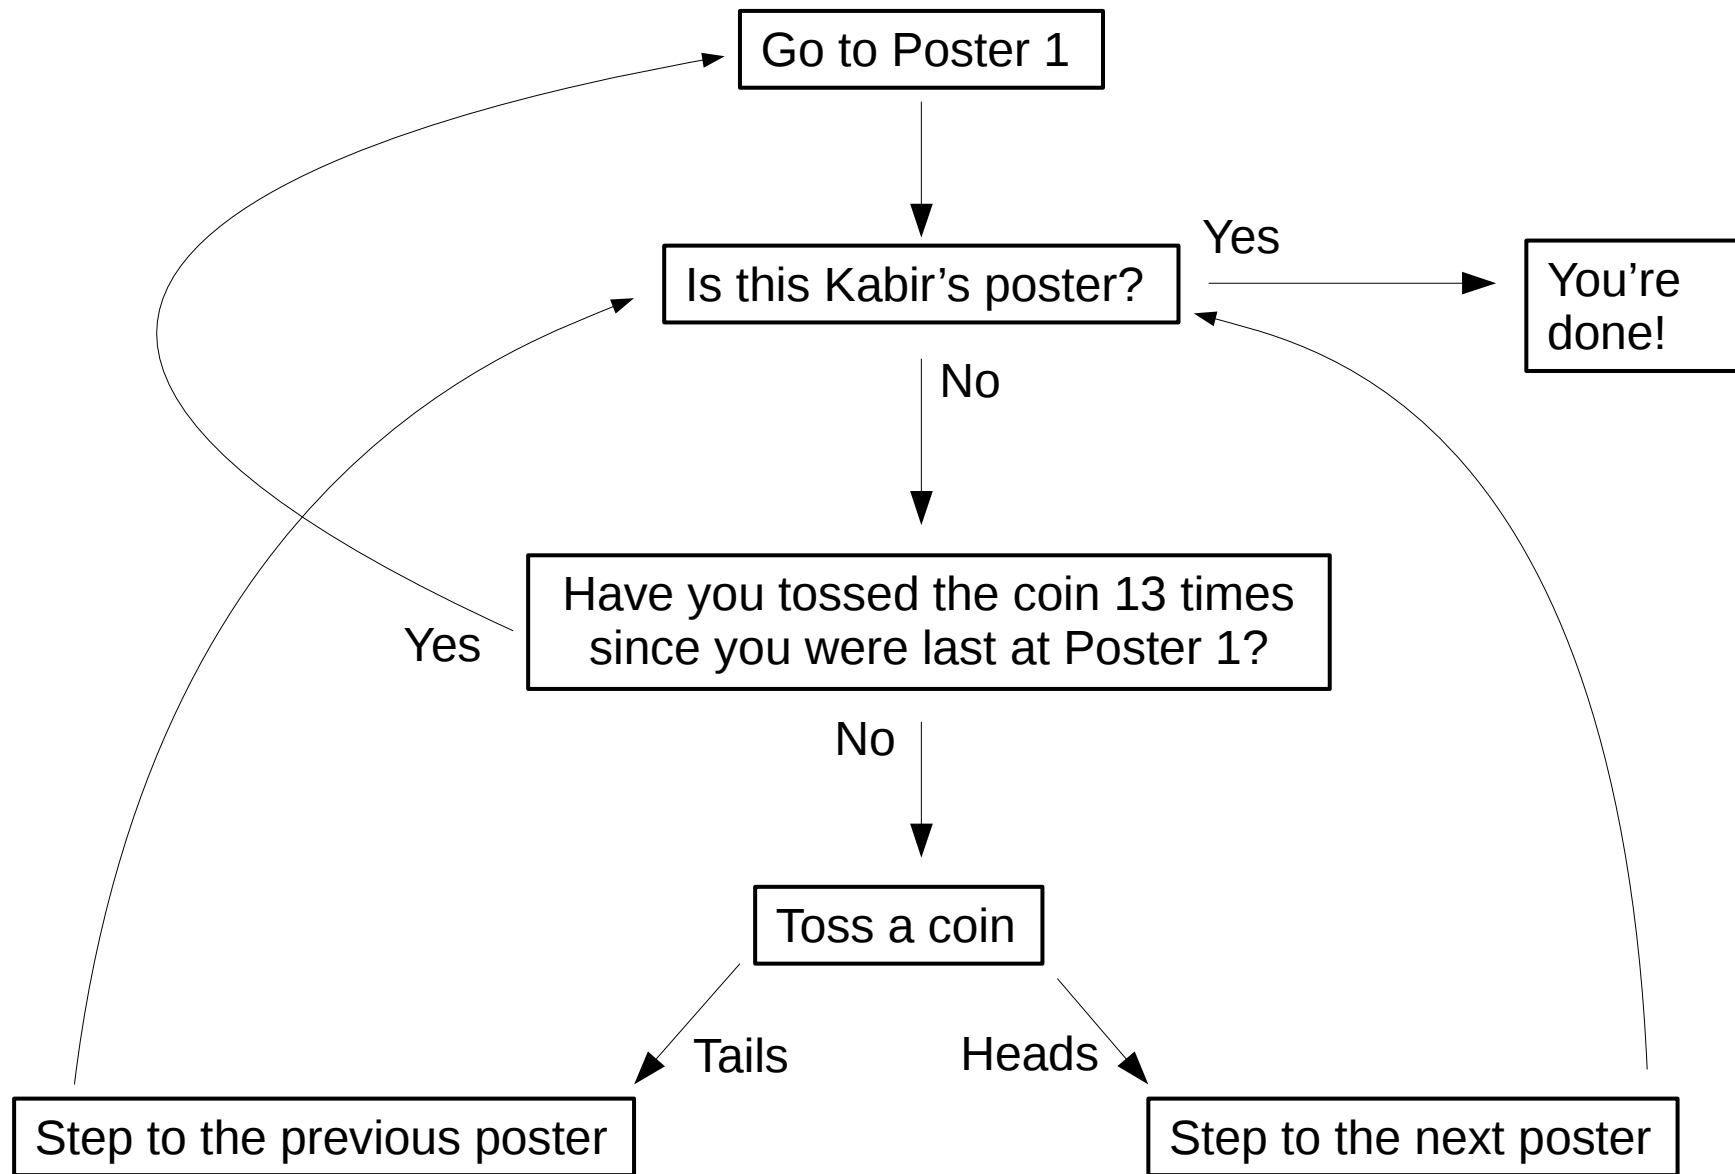 Go to Poster 1
Yes
Is this Kabir’s poster?
You’re
done!
No
Have you tossed the coin 13 times
since you were last at Poster 1?
Yes
No
Toss a coin
Tails
Heads
Step to the previous poster
Step to the next poster